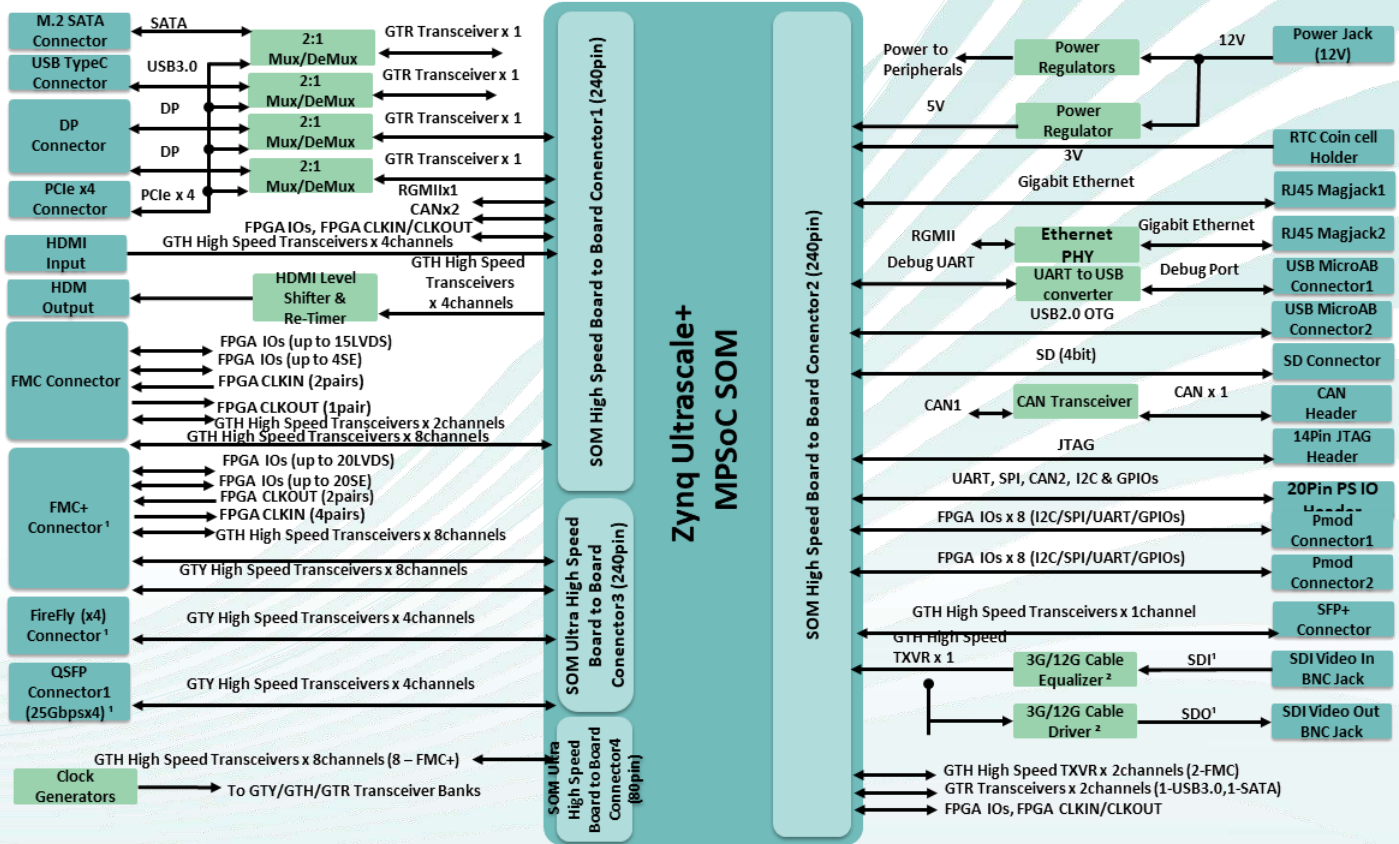 M.2 SATA
Connector
SATA
2:1
Mux/DeMux
GTR Transceiver x 1
USB TypeC
Connector
USB3.0
2:1
Mux/DeMux
GTR Transceiver x 1
DP
Connector
DP
2:1
Mux/DeMux
GTR Transceiver x 1
DP
2:1
Mux/DeMux
GTR Transceiver x 1
PCIe x4
Connector
PCIe x 4
RGMIIx1
CANx2
FPGA IOs, FPGA CLKIN/CLKOUT
HDMI
Input
GTH High Speed Transceivers x 4channels
HDM
Output
HDMI Level
Shifter &
Re-Timer
GTH High Speed
Transceivers
x 4channels
FMC Connector
FPGA IOs (up to 15LVDS)
FPGA IOs (up to 4SE)
FPGA CLKIN (2pairs)
FPGA CLKOUT (1pair)
GTH High Speed Transceivers x 2channels
GTH High Speed Transceivers x 8channels
FMC+
Connector ¹
FPGA IOs (up to 20LVDS)
FPGA IOs (up to 20SE)
FPGA CLKOUT (2pairs)
FPGA CLKIN (4pairs)
GTH High Speed Transceivers x 8channels
GTY High Speed Transceivers x 8channels
FireFly (x4)
Connector ¹
GTY High Speed Transceivers x 4channels
QSFP
Connector1
(25Gbpsx4) ¹
GTY High Speed Transceivers x 4channels
GTH High Speed Transceivers x 8channels (8 – FMC+)
Clock
Generators
To GTY/GTH/GTR Transceiver Banks
SOM High Speed Board to Board Conenctor1 (240pin)
SOM Ultra High Speed
Board to Board
Conenctor3 (240pin)
SOM Ultra
High Speed
Board to Board
Connector4
(80pin)
Zynq Ultrascale+
MPSoC SOM
SOM High Speed Board to Board Conenctor2 (240pin)
Power to
Peripherals
Power
Regulators
12V
Power Jack
(12V)
5V
Power
Regulator
3V
RTC Coin cell
Holder
Gigabit Ethernet
RJ45 Magjack1
RGMII
Ethernet
PHY
Gigabit Ethernet
RJ45 Magjack2
Debug UART
UART to USB
converter
Debug Port
USB MicroAB
Connector1
USB2.0 OTG
USB MicroAB
Connector2
SD (4bit)
SD Connector
CAN1
CAN Transceiver
CAN x 1
CAN
Header
JTAG
14Pin JTAG
Header
UART, SPI, CAN2, I2C & GPIOs
20Pin PS IO
Header
FPGA IOs x 8 (I2C/SPI/UART/GPIOs)
Pmod
Connector1
FPGA IOs x 8 (I2C/SPI/UART/GPIOs)
Pmod
Connector2
GTH High Speed Transceivers x 1channel
SFP+
Connector
GTH High Speed
TXVR x 1
3G/12G Cable
Equalizer ²
SDI¹
SDI Video In
BNC Jack
3G/12G Cable
Driver ²
SDO¹
SDI Video Out
BNC Jack
GTH High Speed TXVR x 2channels (2-FMC)
GTR Transceivers x 2channels (1-USB3.0,1-SATA)
FPGA IOs, FPGA CLKIN/CLKOUT